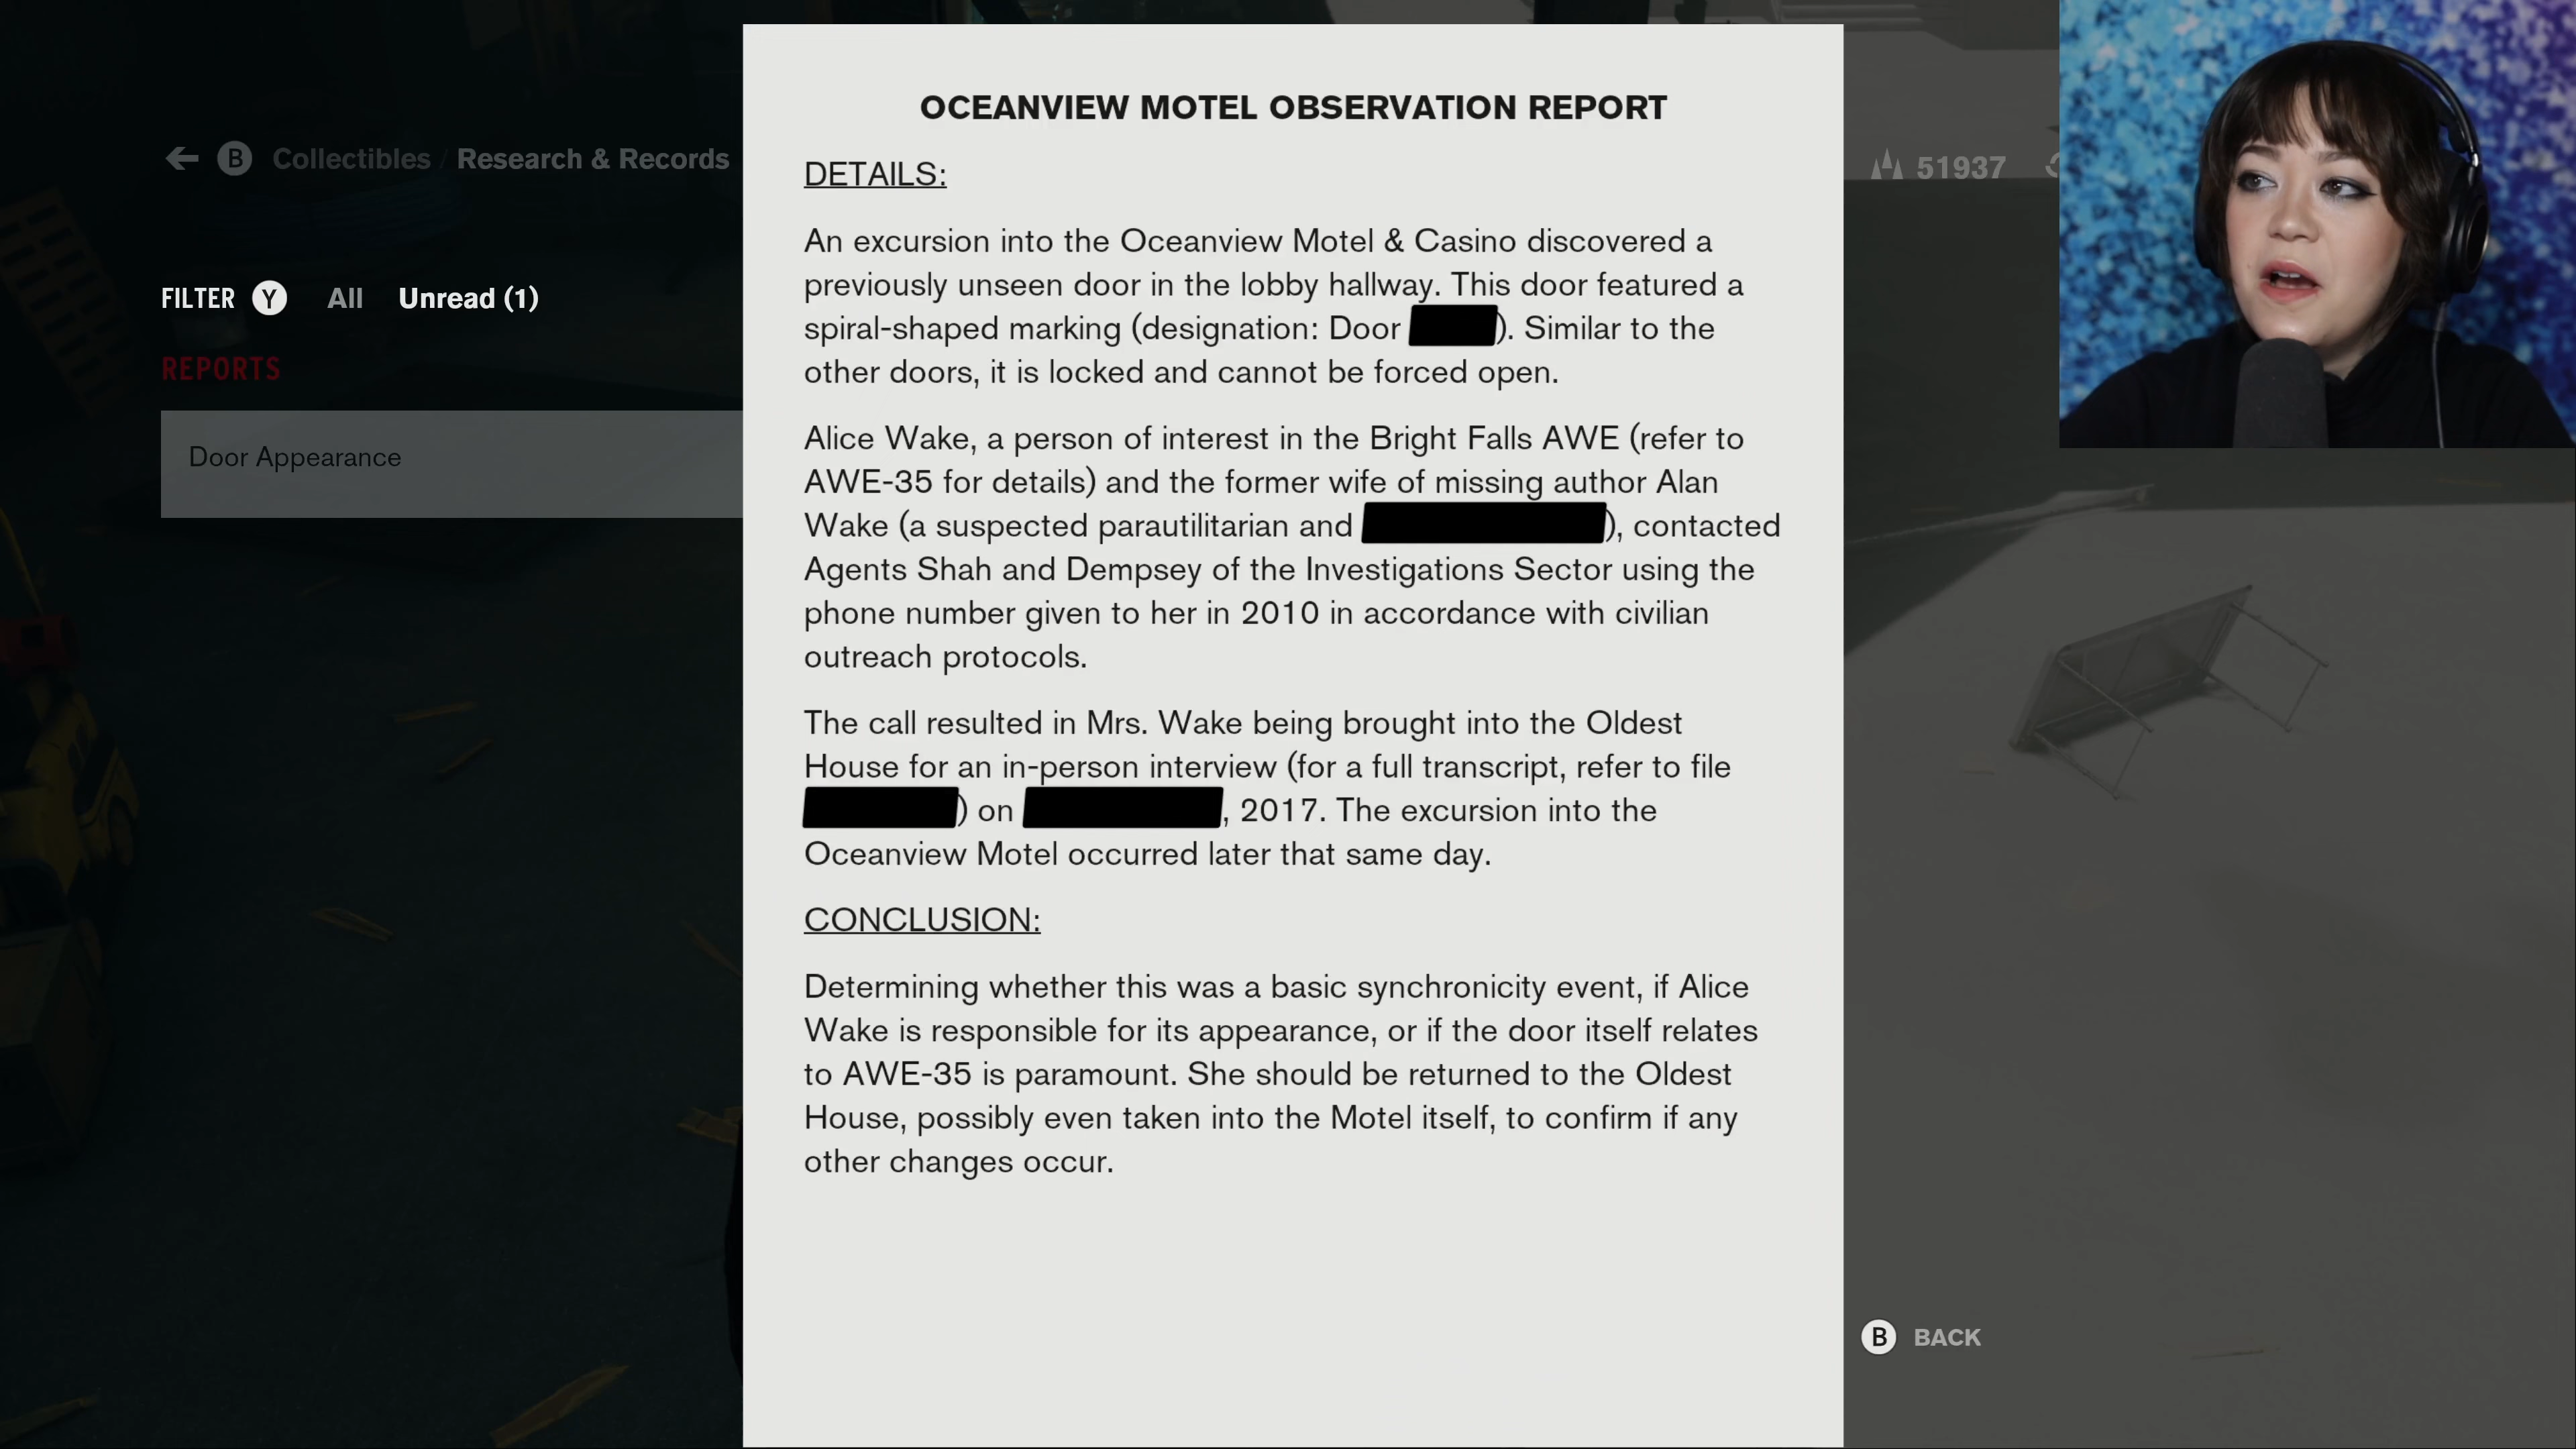 OCEANVIEW MOTEL OBSERVATION REPORT
B Collectibles / Research & Records
51937
FILTER Y All Unread (1)
REPORTS
Door Appearance
DETAILS:
An excursion into the Oceanview Motel & Casino discovered a
previously unseen door in the lobby hallway. This door featured a
spiral-shaped marking (designation: Door ). Similar to the
other doors, it is locked and cannot be forced open.
Alice Wake, a person of interest in the Bright Falls AWE (refer to
AWE-35 for details) and the former wife of missing author Alan
Wake (a suspected parautilitarian and ), contacted
Agents Shah and Dempsey of the Investigations Sector using the
phone number given to her in 2010 in accordance with civilian
outreach protocols.
The call resulted in Mrs. Wake being brought into the Oldest
House for an in-person interview (for a full transcript, refer to file
) on , 2017. The excursion into the
Oceanview Motel occurred later that same day.
CONCLUSION:
Determining whether this was a basic synchronicity event, if Alice
Wake is responsible for its appearance, or if the door itself relates
to AWE-35 is paramount. She should be returned to the Oldest
House, possibly even taken into the Motel itself, to confirm if any
other changes occur.
B BACK